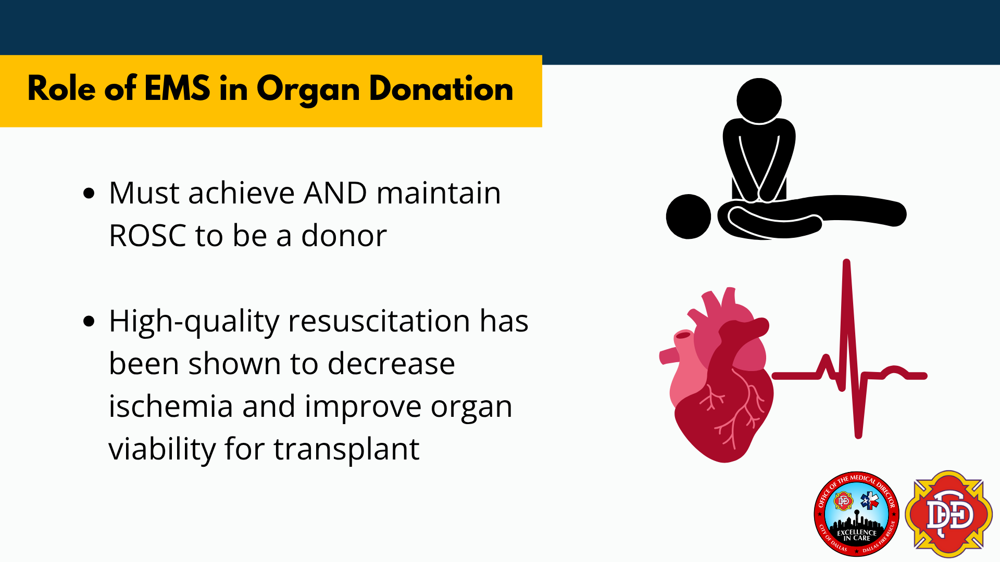 Role of EMS in Organ Donation
• Must achieve AND maintain
ROSC to be a donor
• High-quality resuscitation has
been shown to decrease
ischemia and improve organ
viability for transplant
OFFICE OF THE MEDICAL DIRECTOR
DFD
EXCELLENCE
IN CARE
CITY OF DALLAS ★ DALLAS FIRE RESCUE
DFD